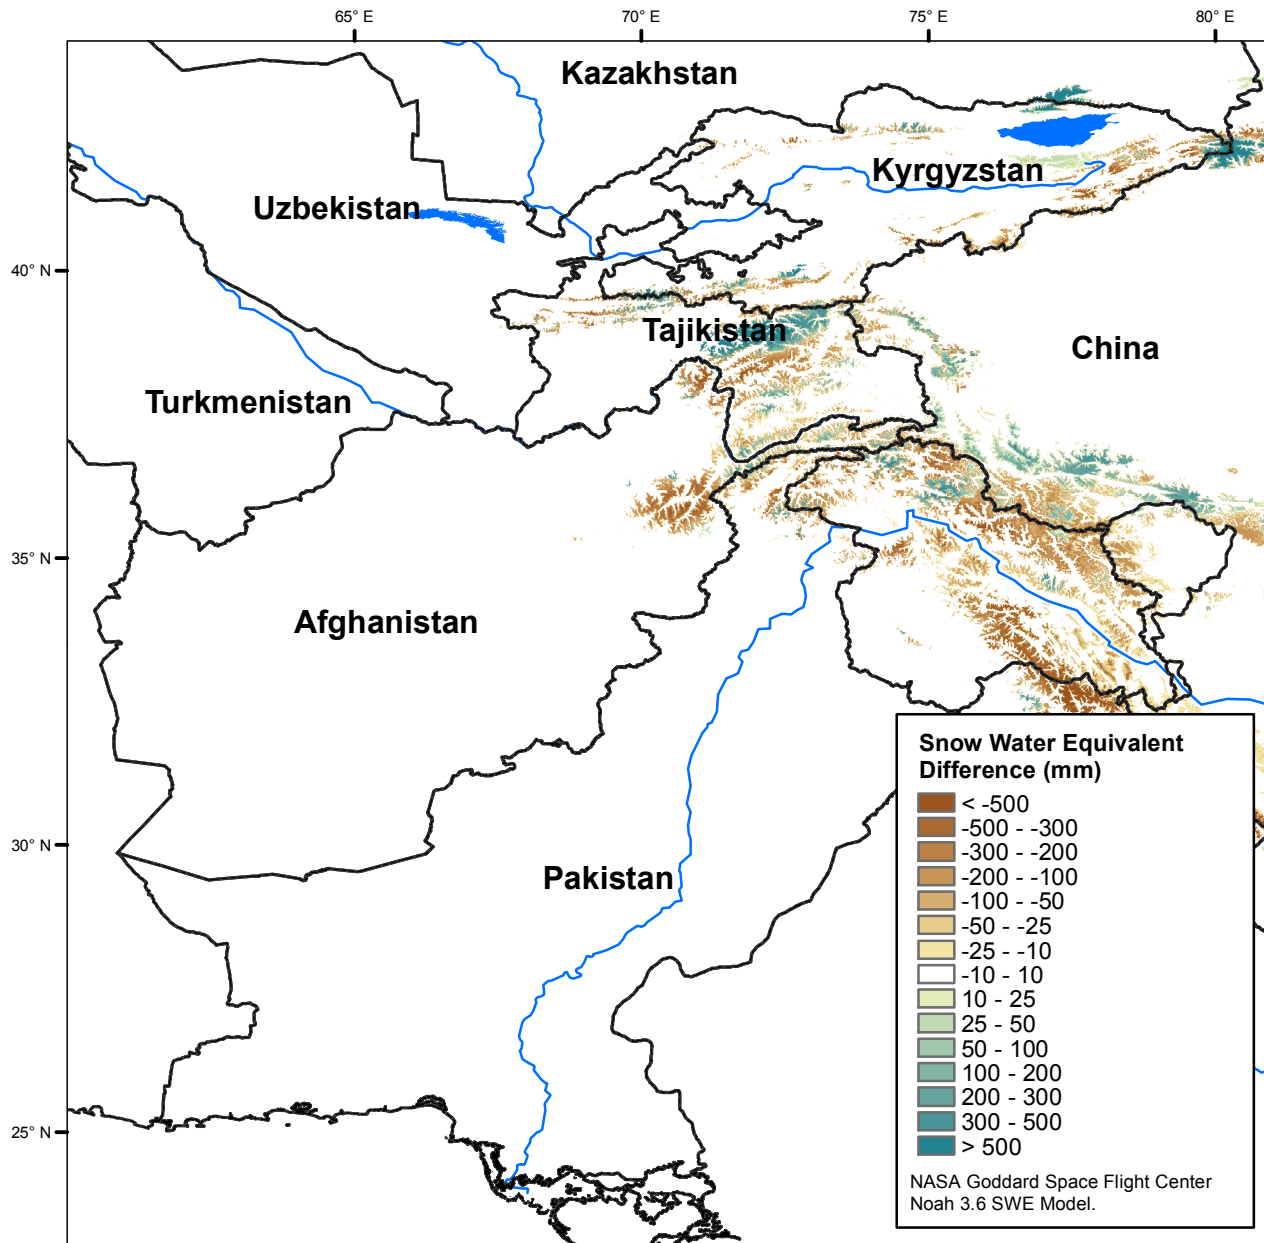 65° E
70° E
75° E
80° E
Kazakhstan
Kyrgyzstan
Uzbekistan
40° N
Tajikistan
China
Turkmenistan
35° N
Afghanistan
Snow Water Equivalent
Difference (mm)
< -500
-500 - -300
-300 - -200
-200 - -100
-100 - -50
-50 - -25
-25 - -10
-10 - 10
10 - 25
25 - 50
50 - 100
100 - 200
200 - 300
300 - 500
> 500
30° N
Pakistan
25° N
NASA Goddard Space Flight Center
Noah 3.6 SWE Model.